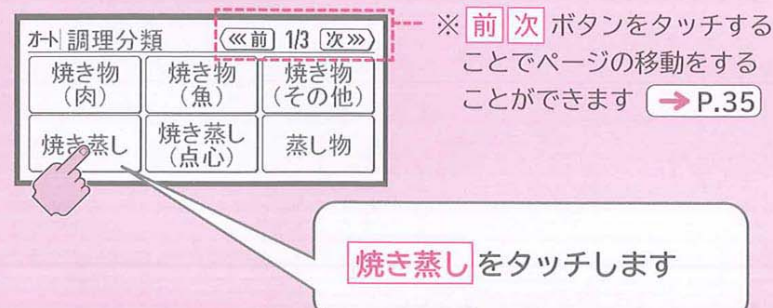 オート 調理分類 <<<前 1/3 次>>>
焼き物（肉） 焼き物（魚） 焼き物（その他）
焼き蒸し 焼き蒸し（点心） 蒸し物
※ 前 次 ボタンをタッチする
ことでページの移動をする
ことができます → P.35
焼き蒸し をタッチします